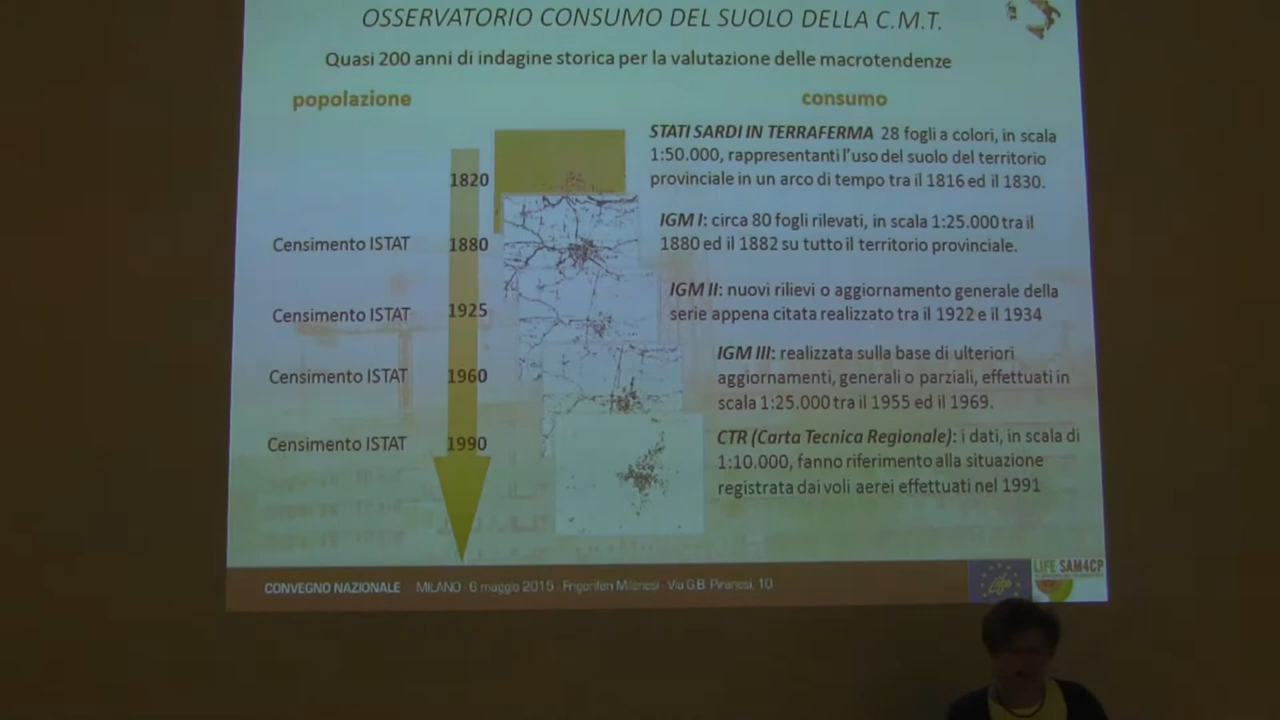 OSSERVATORIO CONSUMO DEL SUOLO DELLA C.M.T.
Quasi 200 anni di indagine storica per la valutazione delle macrotendenze
popolazione
consumo
1820
STATI SARDI IN TERRAFERMA 28 fogli a colori, in scala
1:50.000, rappresentanti l'uso del suolo del territorio
provinciale in un arco di tempo tra il 1816 ed il 1830.
Censimento ISTAT
1880
IGM I: circa 80 fogli rilevati, in scala 1:25.000 tra il
1880 ed il 1882 su tutto il territorio provinciale.
Censimento ISTAT
1925
IGM II: nuovi rilievi o aggiornamento generale della
serie appena citata realizzato tra il 1922 e il 1934
Censimento ISTAT
1960
IGM III: realizzata sulla base di ulteriori
aggiornamenti, generali o parziali, effettuati in
scala 1:25.000 tra il 1955 ed il 1969.
Censimento ISTAT
1990
CTR (Carta Tecnica Regionale): i dati, in scala di
1:10.000, fanno riferimento alla situazione
registrata dai voli aerei effettuati nel 1991
CONVEGNO NAZIONALE MILANO - 6 maggio 2015 - Frigoriferi Milanesi - Via G.B. Piranesi, 10
Life
LIFE SAM4CP